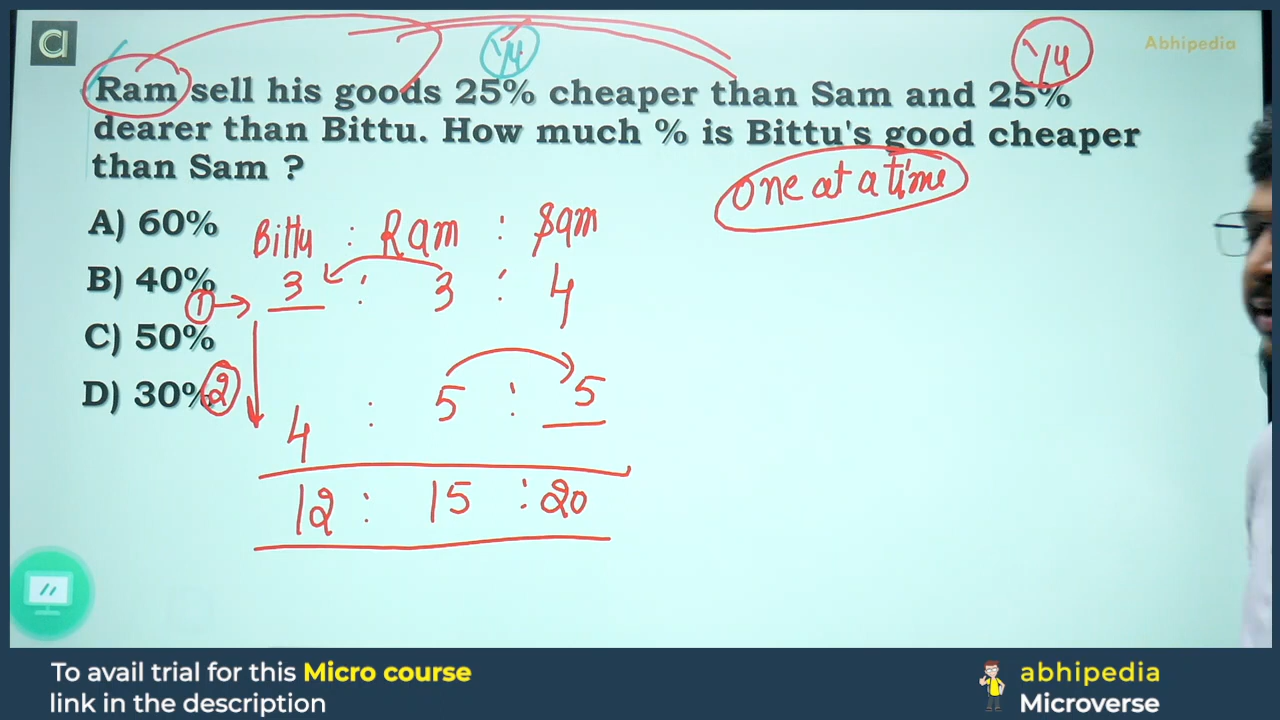 1/4
1/4
Abhipedia
Ram sell his goods 25% cheaper than Sam and 25%
dearer than Bittu. How much % is Bittu's good cheaper
than Sam ?
one at a time
A) 60%
Bittu : Ram : Sam
B) 40%
① → 3 : 3 : 4
C) 50%
D) 30%
② 4 : 5 : 5
12 : 15 : 20
To avail trial for this Micro course
link in the description
abhipedia
Microverse